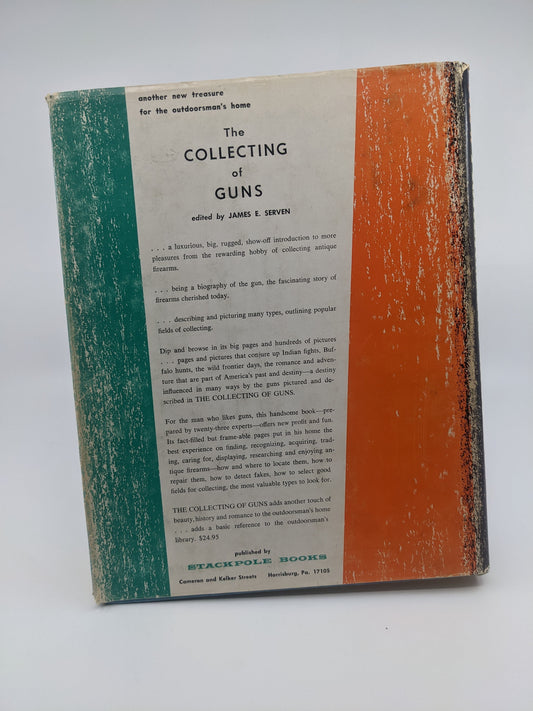 another new treasure
for the outdoorsman's home
The
COLLECTING
of
GUNS
edited by JAMES E. SERVEN
. . . a luxurious, big, rugged, show-off introduction to more
pleasures from the rewarding hobby of collecting antique
firearms.
. . . being a biography of the gun, the fascinating story of
firearms cherished today.
. . . describing and picturing many types, outlining popular
fields of collecting.
Dip and browse in its big pages and hundreds of pictures
. . . pages and pictures that conjure up Indian fights, Buf-
falo hunts, the wild frontier days, the romance and adven-
ture that are part of America's past and destiny—a destiny
influenced in many ways by the guns pictured and de-
scribed in THE COLLECTING OF GUNS.
For the man who likes guns, this handsome book—pre-
pared by twenty-three experts—offers new profit and fun.
Its fact-filled but frame-able pages put in his home the
best experience on finding, recognizing, acquiring, trad-
ing, caring for, displaying, researching and enjoying an-
tique firearms—how and where to locate them, how to
repair them, how to detect fakes, how to select good
fields for collecting, the most valuable types to look for.
THE COLLECTING OF GUNS adds another touch of
beauty, history and romance to the outdoorsman's home
. . . adds a basic reference to the outdoorsman's
library. $24.95
published by
STACKPOLE BOOKS
Cameron and Kelker Streets Harrisburg, Pa. 17105